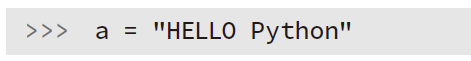 >>> a = "HELLO Python"